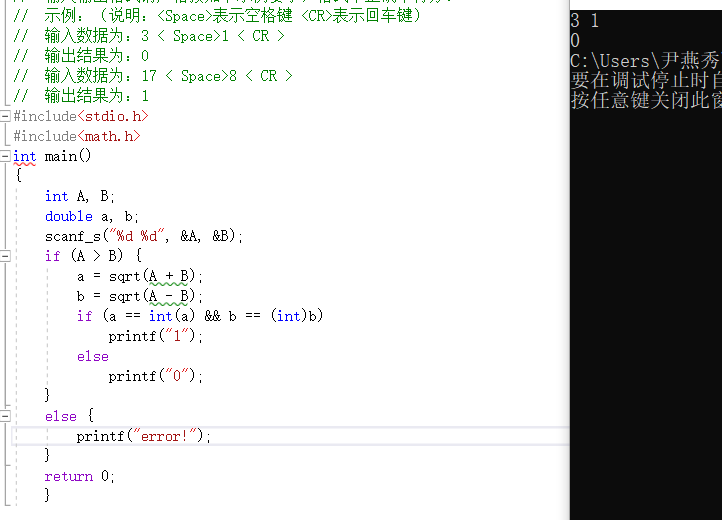 // 示例: (说明: <Space>表示空格键 <CR>表示回车键)
// 输入数据为: 3 < Space>1 < CR >
// 输出结果为: 0
// 输入数据为: 17 < Space>8 < CR >
// 输出结果为: 1
#include<stdio.h>
#include<math.h>
int main()
{
int A, B;
double a, b;
scanf_s("%d %d", &A, &B);
if (A > B) {
a = sqrt(A + B);
b = sqrt(A - B);
if (a == int(a) && b == (int)b)
printf("1");
else
printf("0");
}
else {
printf("error!");
}
return 0;
}
3 1
0
C:\Users\尹燕秀
要在调试停止时自
按任意键关闭此窗